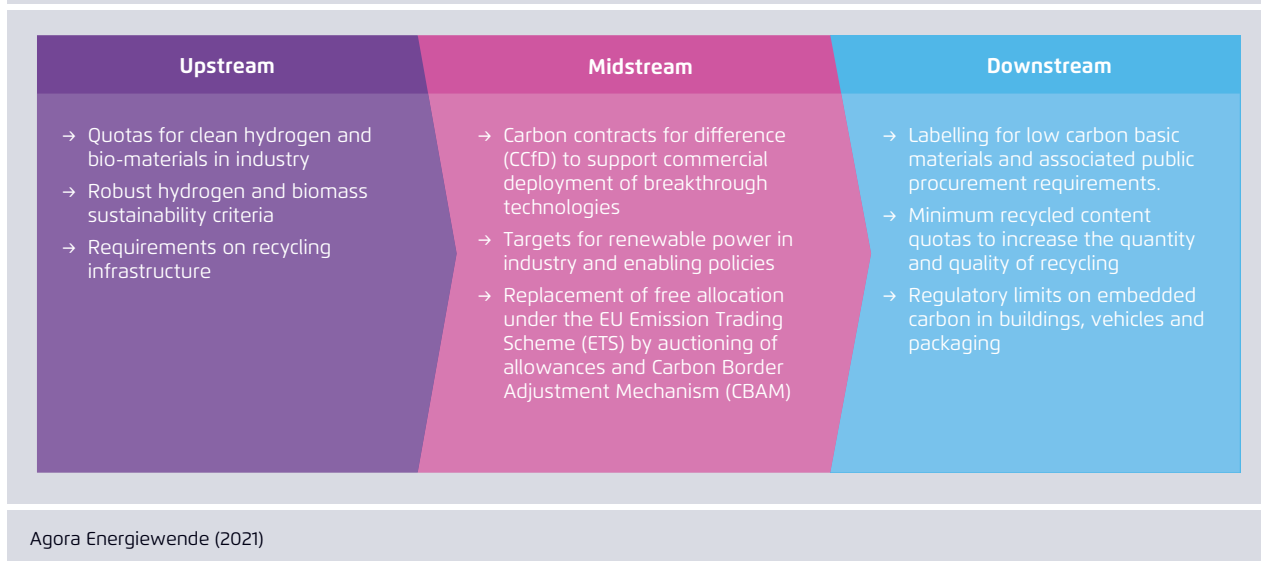 Upstream
→ Quotas for clean hydrogen and
bio-materials in industry
→ Robust hydrogen and biomass
sustainability criteria
→ Requirements on recycling
infrastructure
Midstream
→ Carbon contracts for difference
(CCfD) to support commercial
deployment of breakthrough
technologies
→ Targets for renewable power in
industry and enabling policies
→ Replacement of free allocation
under the EU Emission Trading
Scheme (ETS) by auctioning of
allowances and Carbon Border
Adjustment Mechanism (CBAM)
Downstream
→ Labelling for low carbon basic
materials and associated public
procurement requirements.
→ Minimum recycled content
quotas to increase the quantity
and quality of recycling
→ Regulatory limits on embedded
carbon in buildings, vehicles and
packaging
Agora Energiewende (2021)